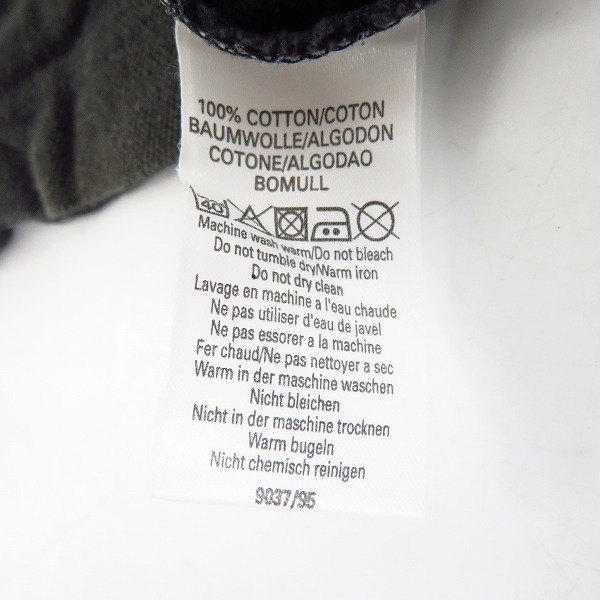 100% COTTON/COTON
BAUMWOLLE/ALGODON
COTONE/ALGODAO
BOMULL
40
Machine wash warm/Do not bleach
Do not tumble dry/Warm iron
Do not dry clean
Lavage en machine a l'eau chaude
Ne pas utiliser d'eau de javel
Ne pas essorer a la machine
Fer chaud/Ne pas nettoyer a sec
Warm in der maschine waschen
Nicht bleichen
Nicht in der maschine trocknen
Warm bugeln
Nicht chemisch reinigen
9037/95